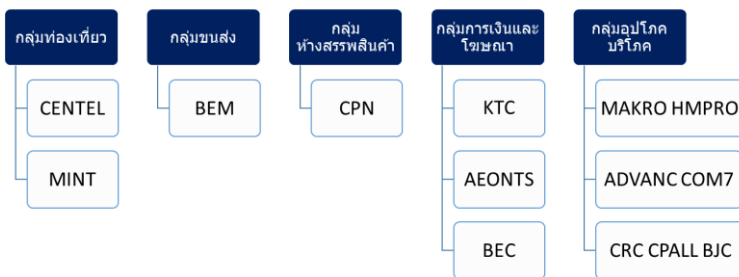 กลุ่มท่องเที่ยว
CENTEL
MINT
กลุ่มขนส่ง
BEM
กลุ่ม
ห้างสรรพสินค้า
CPN
กลุ่มการเงินและ
โฆษณา
KTC
AEONTS
BEC
กลุ่มอุปโภค
บริโภค
MAKRO HMPRO
ADVANC COM7
CRC CPALL BJC